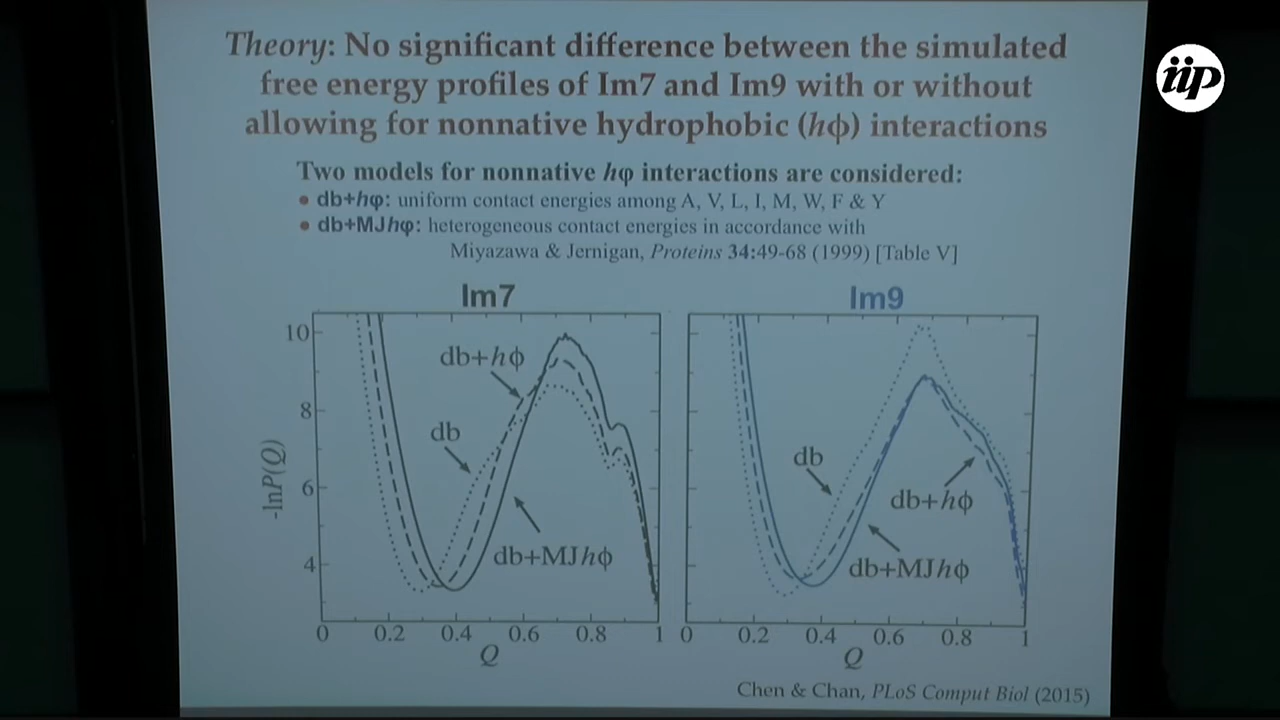 iip
Theory: No significant difference between the simulated
free energy profiles of Im7 and Im9 with or without
allowing for nonnative hydrophobic (hϕ) interactions
Two models for nonnative hφ interactions are considered:
• db+hφ: uniform contact energies among A, V, L, I, M, W, F & Y
• db+MJhφ: heterogeneous contact energies in accordance with
Miyazawa & Jernigan, Proteins 34:49-68 (1999) [Table V]
Im7
10
8
6
4
-lnP(Q)
db+hϕ
db
db+MJhϕ
0 0.2 0.4 0.6 0.8 1
Q
Im9
db
db+hϕ
db+MJhϕ
0 0.2 0.4 0.6 0.8 1
Q
Chen & Chan, PLoS Comput Biol (2015)